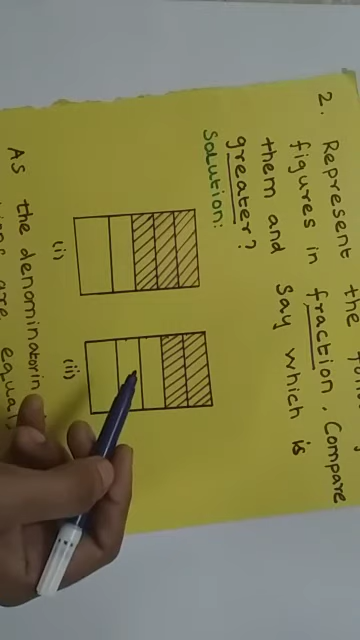 2. Represent the
figures in fraction. Compare
them and say which is
greater?
Solution:
(i) (ii)
As the denominator in
are equal,